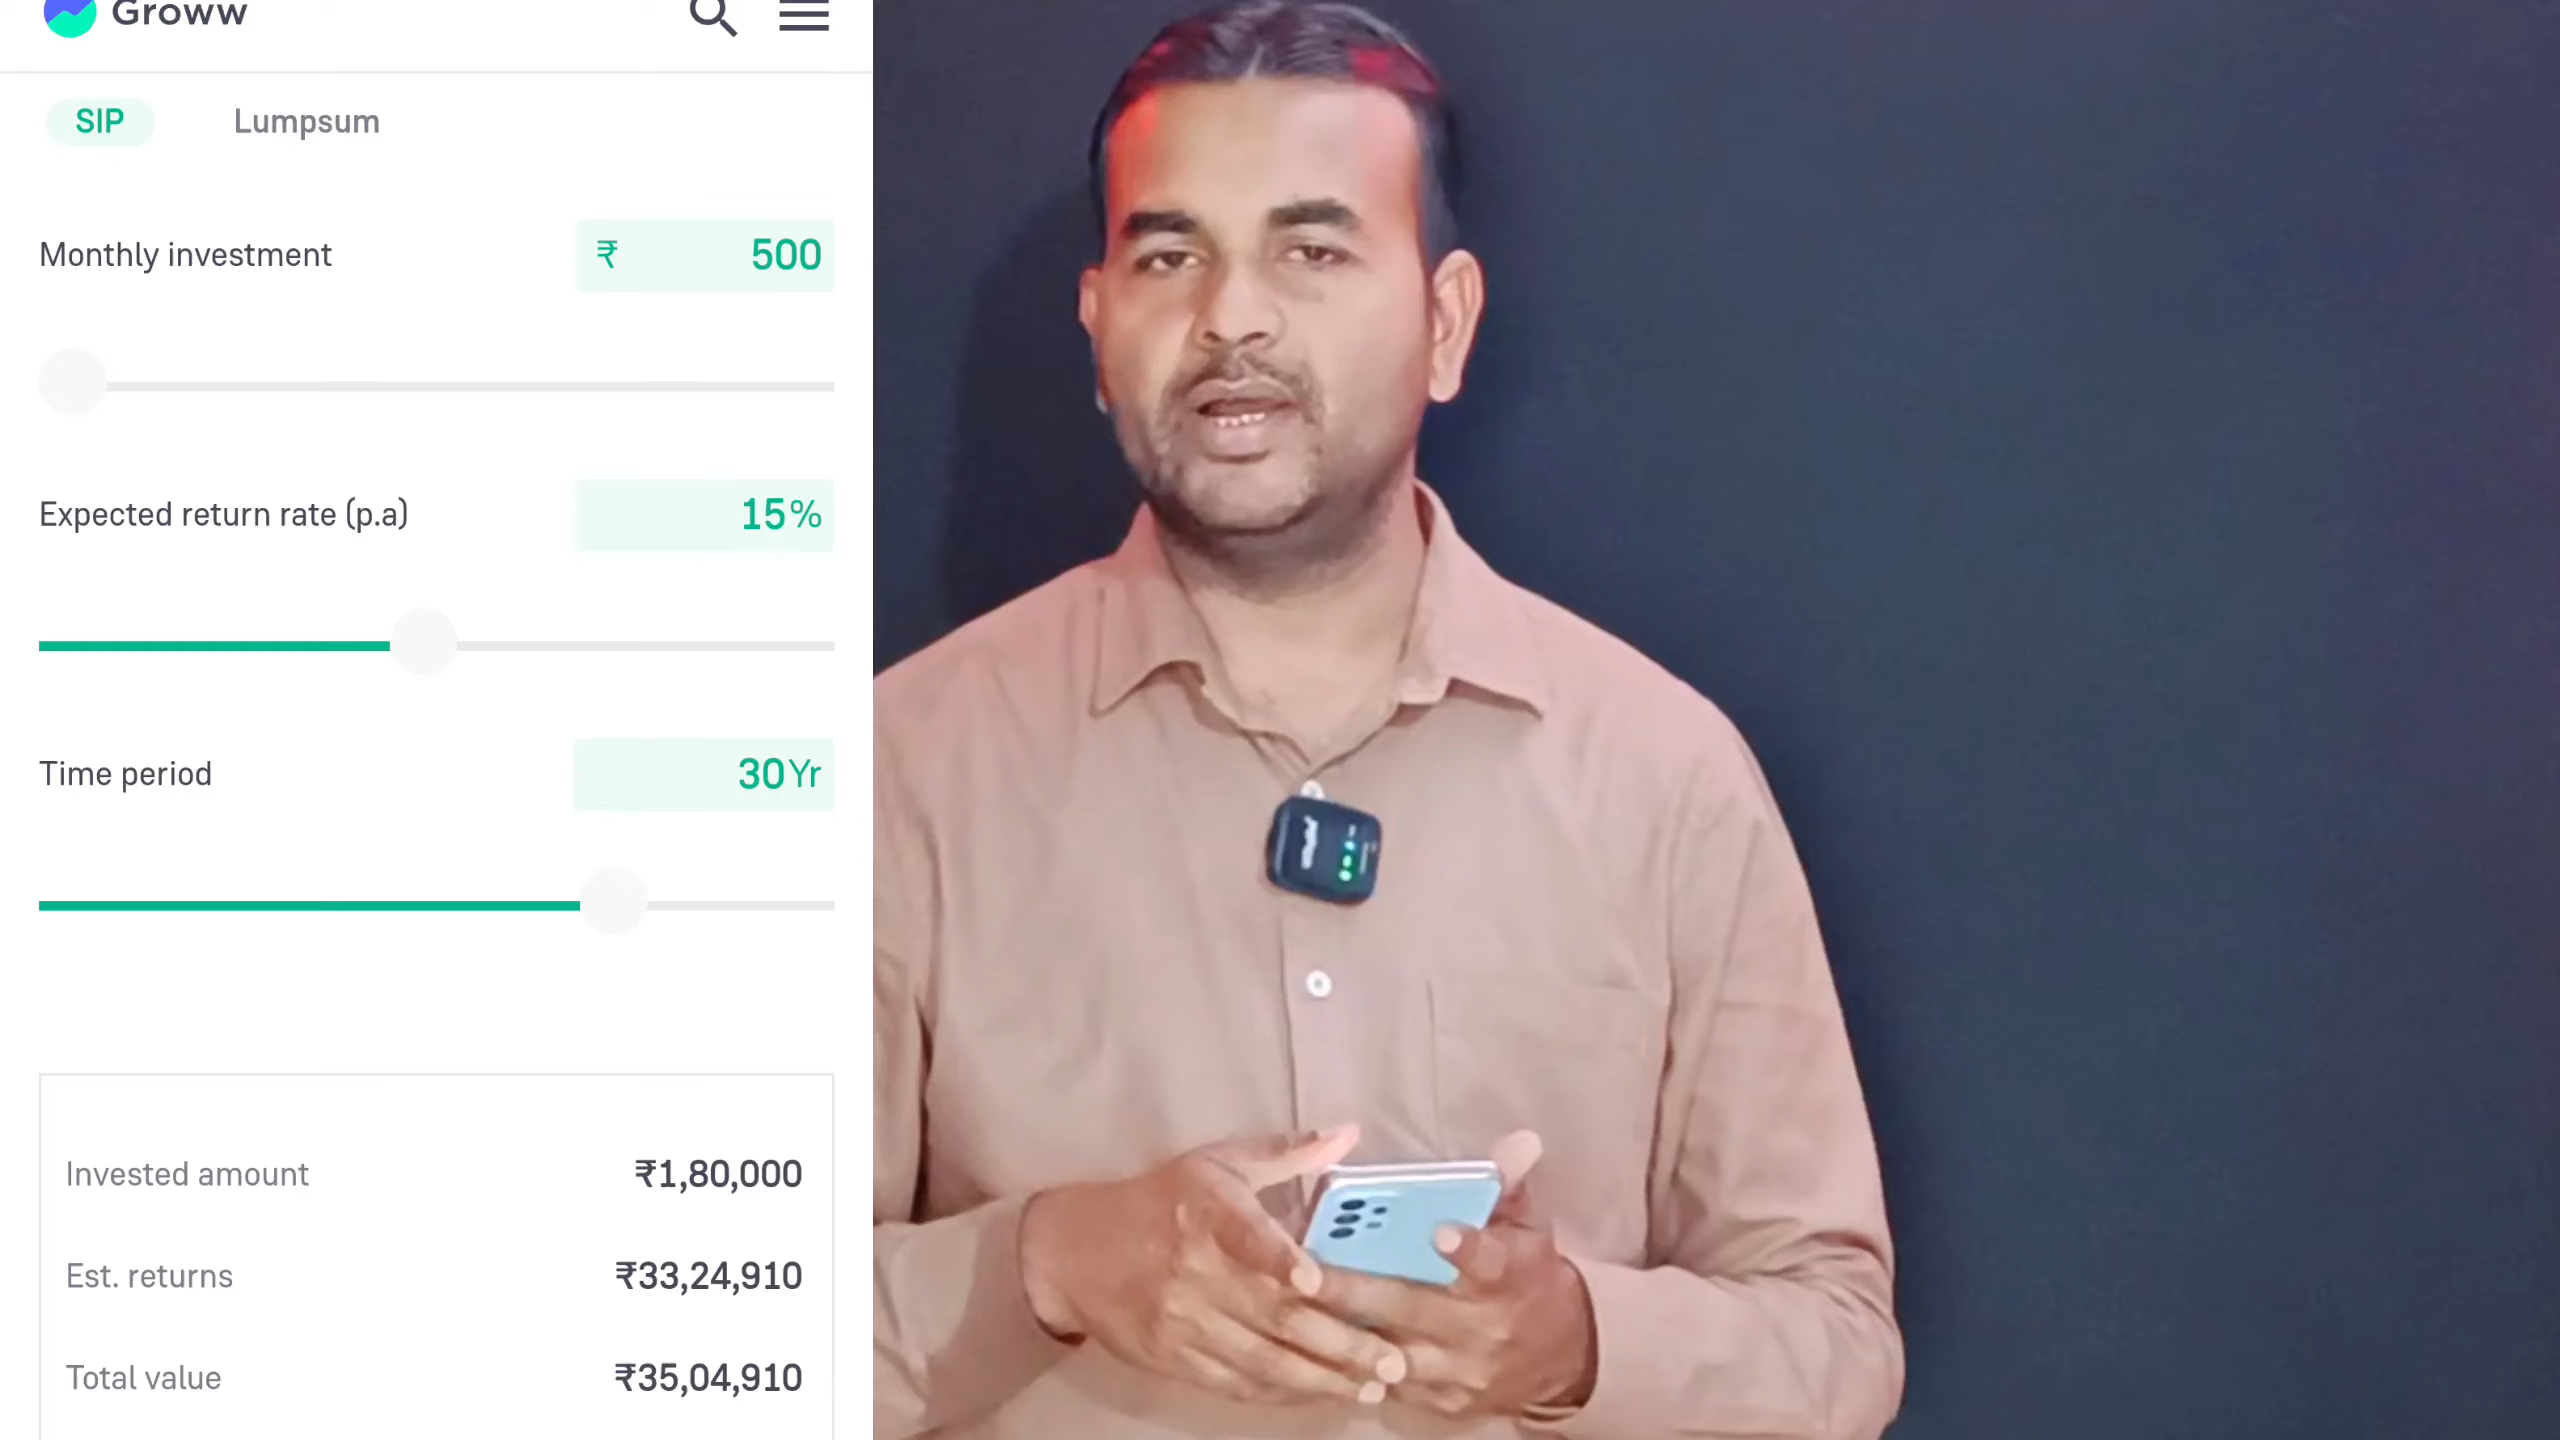 Groww
SIP Lumpsum
Monthly investment ₹ 500
Expected return rate (p.a) 15%
Time period 30Yr
Invested amount ₹1,80,000
Est. returns ₹33,24,910
Total value ₹35,04,910